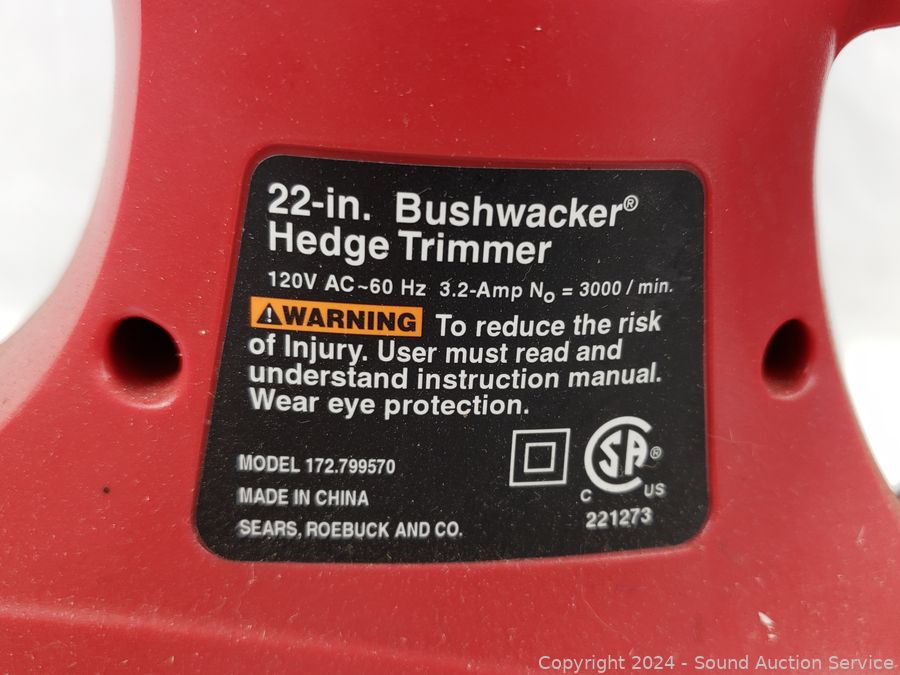 22-in. Bushwacker®
Hedge Trimmer
120V AC~60 Hz 3.2-Amp No = 3000 / min.
⚠WARNING To reduce the risk
of Injury. User must read and
understand instruction manual.
Wear eye protection.
MODEL 172.799570
MADE IN CHINA
SEARS, ROEBUCK AND CO.
CSA®
C US
221273
Copyright 2024 - Sound Auction Service